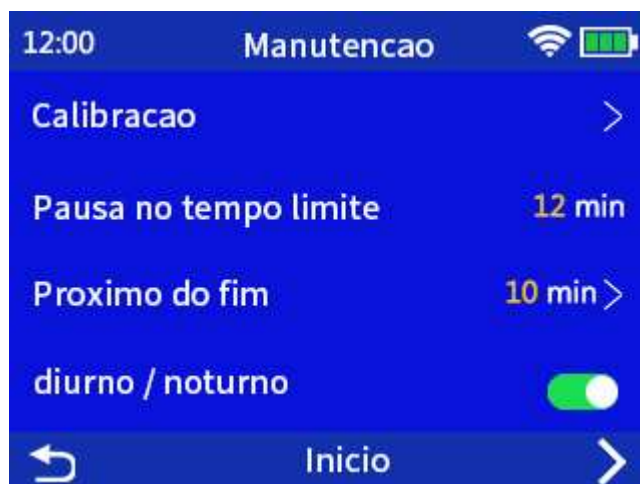 12:00 Manutencao
Calibracao
Pausa no tempo limite 12 min
Proximo do fim 10 min
diurno / noturno
Inicio